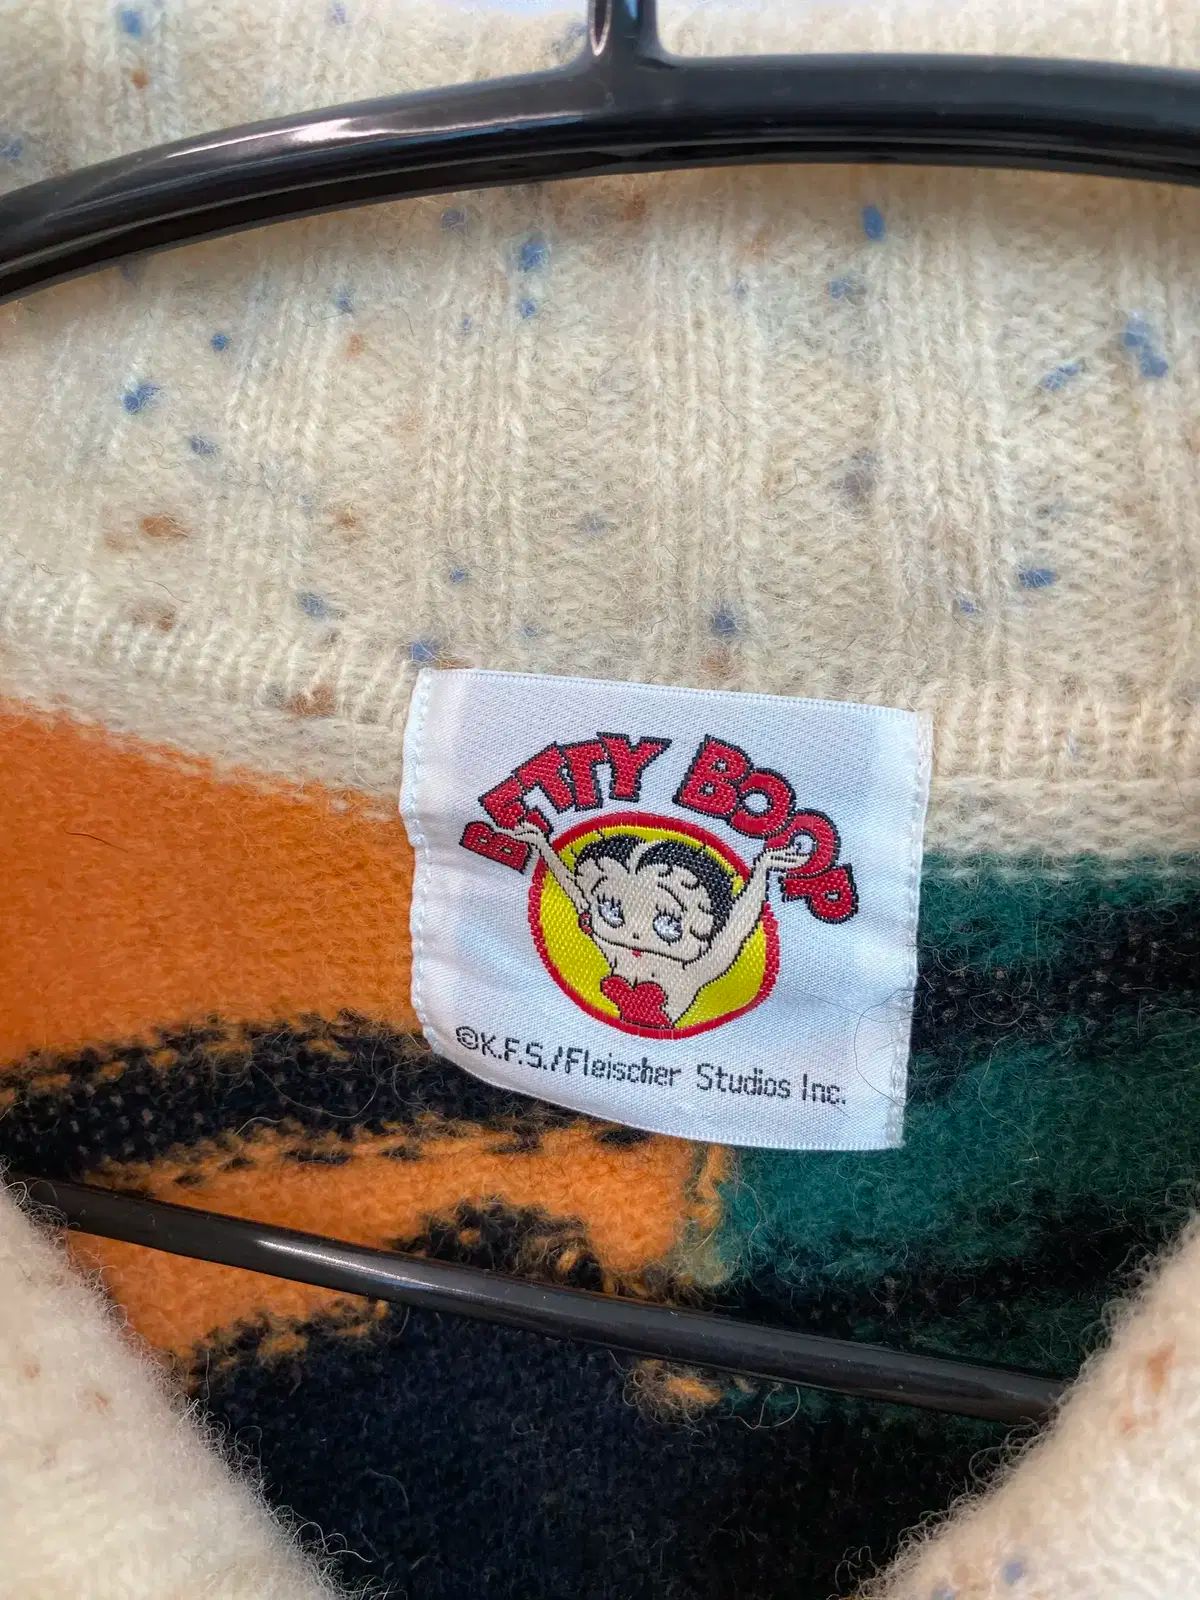 BETTY BOOP
©K.F.S./Fleischer Studios Inc.